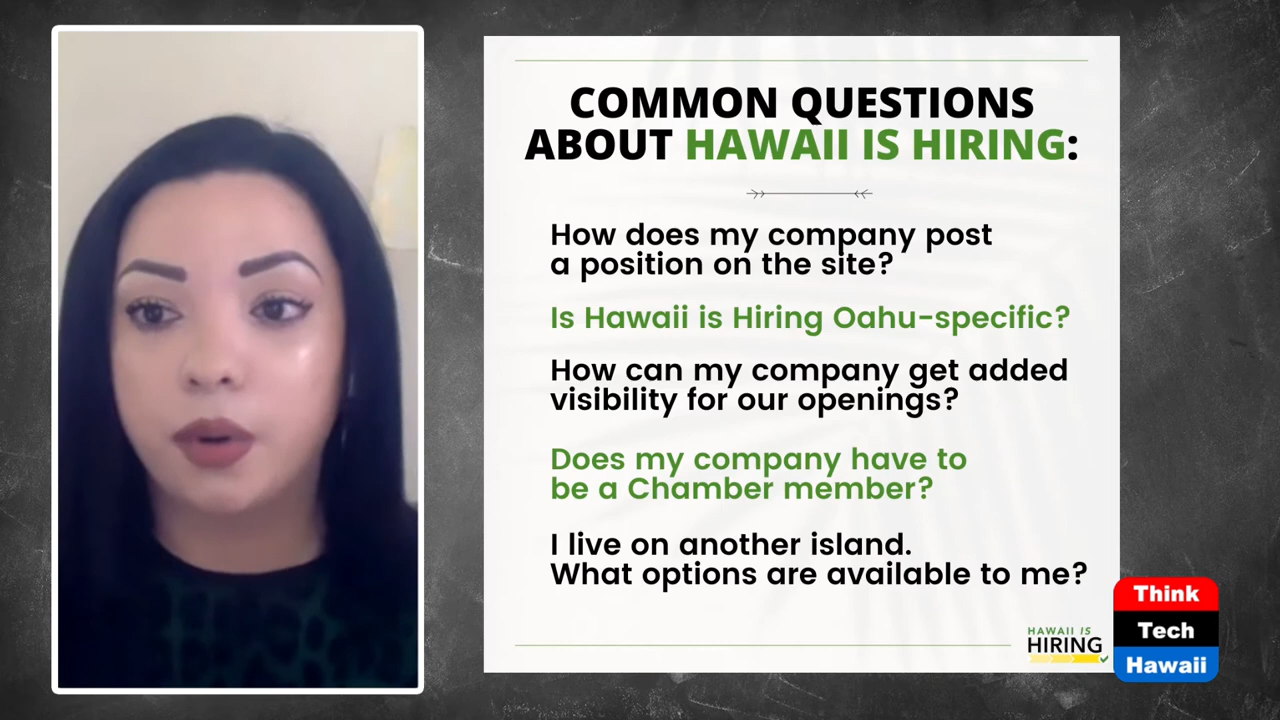 COMMON QUESTIONS
ABOUT HAWAII IS HIRING:
How does my company post
a position on the site?
Is Hawaii is Hiring Oahu-specific?
How can my company get added
visibility for our openings?
Does my company have to
be a Chamber member?
I live on another island.
What options are available to me?
HAWAII IS
HIRING
Think
Tech
Hawaii